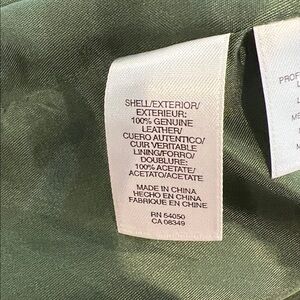 SHELL/EXTERIOR/
EXTERIEUR:
100% GENUINE
LEATHER/
CUERO AUTENTICO/
CUIR VERITABLE
LINING/FORRO/
DOUBLURE:
100% ACETATE/
ACETATO/ACETATE
MADE IN CHINA
HECHO EN CHINA
FABRIQUE EN CHINE
RN 54050
CA 08349
PROF